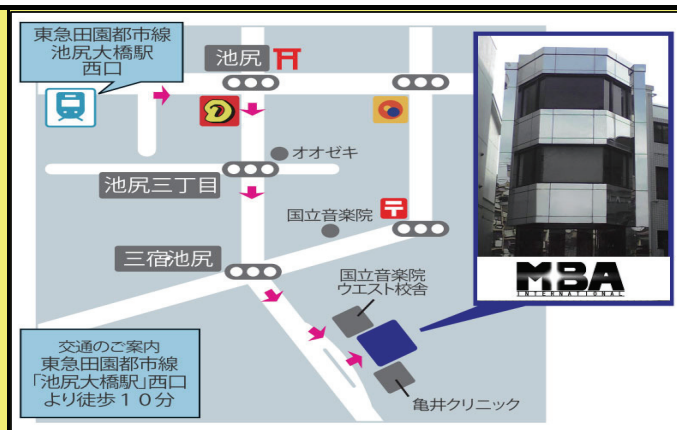 東急田園都市線
池尻大橋駅
西口
池尻
オオゼキ
池尻三丁目
国立音楽院
三宿池尻
国立音楽院
ウエスト校舎
亀井クリニック
交通のご案内
東急田園都市線
「池尻大橋駅」西口
より徒歩１０分
MBA
INTERNATIONAL